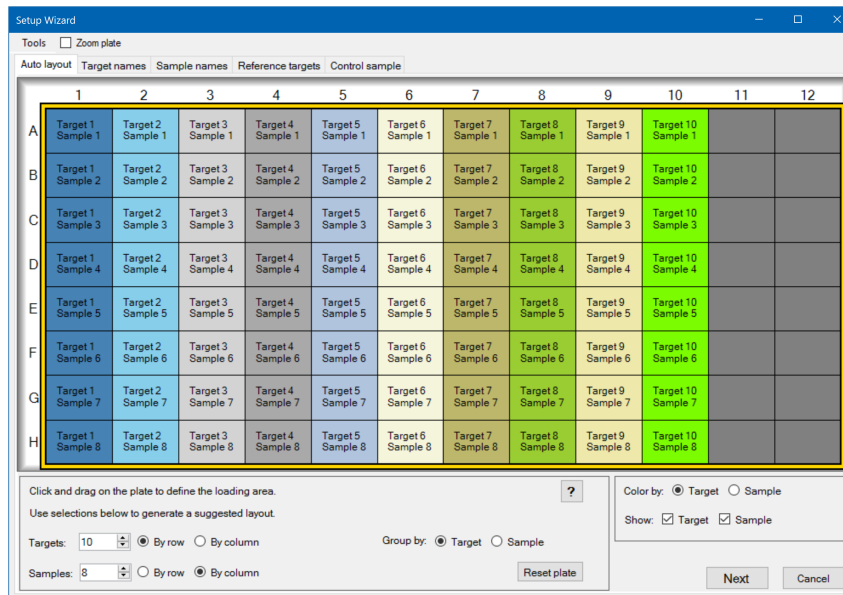 Setup Wizard
Tools Zoom plate
Auto layout Target names Sample names Reference targets Control sample
1 2 3 4 5 6 7 8 9 10 11 12
A
Target 1 Target 2 Target 3 Target 4 Target 5 Target 6 Target 7 Target 8 Target 9 Target 10
Sample 1 Sample 1 Sample 1 Sample 1 Sample 1 Sample 1 Sample 1 Sample 1 Sample 1 Sample 1
B
Target 1 Target 2 Target 3 Target 4 Target 5 Target 6 Target 7 Target 8 Target 9 Target 10
Sample 2 Sample 2 Sample 2 Sample 2 Sample 2 Sample 2 Sample 2 Sample 2 Sample 2 Sample 2
C
Target 1 Target 2 Target 3 Target 4 Target 5 Target 6 Target 7 Target 8 Target 9 Target 10
Sample 3 Sample 3 Sample 3 Sample 3 Sample 3 Sample 3 Sample 3 Sample 3 Sample 3 Sample 3
D
Target 1 Target 2 Target 3 Target 4 Target 5 Target 6 Target 7 Target 8 Target 9 Target 10
Sample 4 Sample 4 Sample 4 Sample 4 Sample 4 Sample 4 Sample 4 Sample 4 Sample 4 Sample 4
E
Target 1 Target 2 Target 3 Target 4 Target 5 Target 6 Target 7 Target 8 Target 9 Target 10
Sample 5 Sample 5 Sample 5 Sample 5 Sample 5 Sample 5 Sample 5 Sample 5 Sample 5 Sample 5
F
Target 1 Target 2 Target 3 Target 4 Target 5 Target 6 Target 7 Target 8 Target 9 Target 10
Sample 6 Sample 6 Sample 6 Sample 6 Sample 6 Sample 6 Sample 6 Sample 6 Sample 6 Sample 6
G
Target 1 Target 2 Target 3 Target 4 Target 5 Target 6 Target 7 Target 8 Target 9 Target 10
Sample 7 Sample 7 Sample 7 Sample 7 Sample 7 Sample 7 Sample 7 Sample 7 Sample 7 Sample 7
H
Target 1 Target 2 Target 3 Target 4 Target 5 Target 6 Target 7 Target 8 Target 9 Target 10
Sample 8 Sample 8 Sample 8 Sample 8 Sample 8 Sample 8 Sample 8 Sample 8 Sample 8 Sample 8
Click and drag on the plate to define the loading area. ?
Use selections below to generate a suggested layout.
Targets: 10 By row By column Group by: Target Sample
Samples: 8 By row By column Reset plate
Color by: Target Sample
Show: Target Sample
Next Cancel